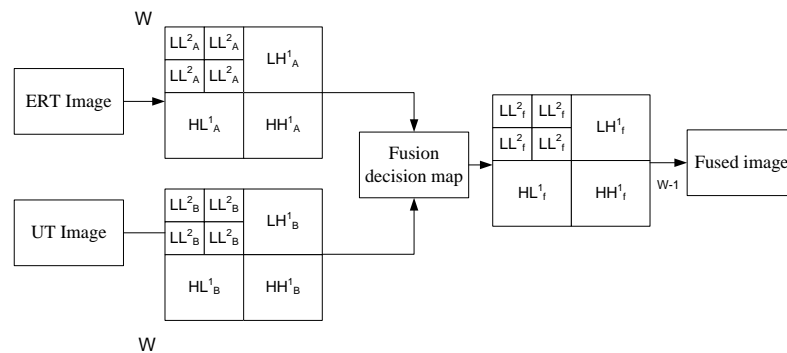 W
LL²A LL²A
LL²A LL²A
LH¹A
HL¹A
HH¹A
ERT Image
UT Image
LL²B LL²B
LL²B LL²B
LH¹B
HL¹B
HH¹B
W
Fusion
decision map
LL²f LL²f
LL²f LL²f
LH¹f
HL¹f
HH¹f
W-1
Fused image